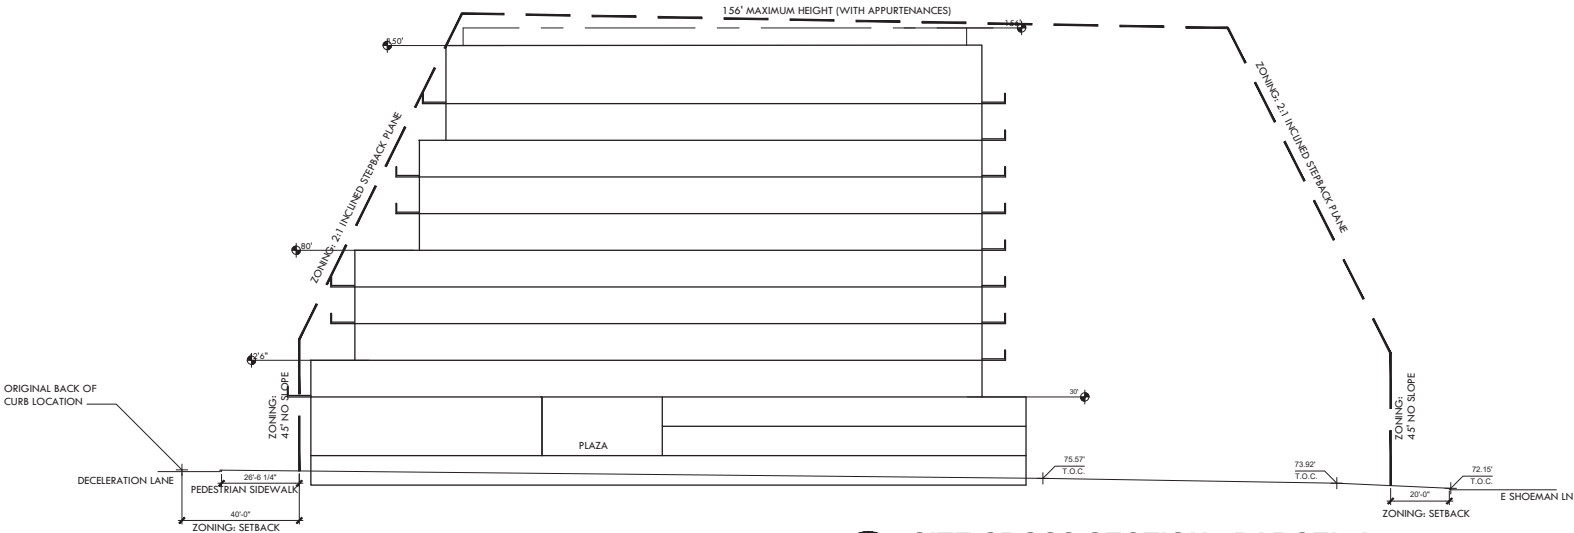 156' MAXIMUM HEIGHT (WITH APPURTENANCES)
156'
150'
ZONING: 2:1 INCLINED STEPBACK PLANE
ZONING: 2:1 INCLINED STEPBACK PLANE
80'
42'6"
ORIGINAL BACK OF
CURB LOCATION
ZONING:
45' NO SLOPE
30'
ZONING:
45' NO SLOPE
PLAZA
75.57'
T.O.C.
73.92'
T.O.C.
72.15'
T.O.C.
DECELERATION LANE
26'-6 1/4"
PEDESTRIAN SIDEWALK
20'-0"
E SHOEMAN LN
40'-0"
ZONING: SETBACK
ZONING: SETBACK